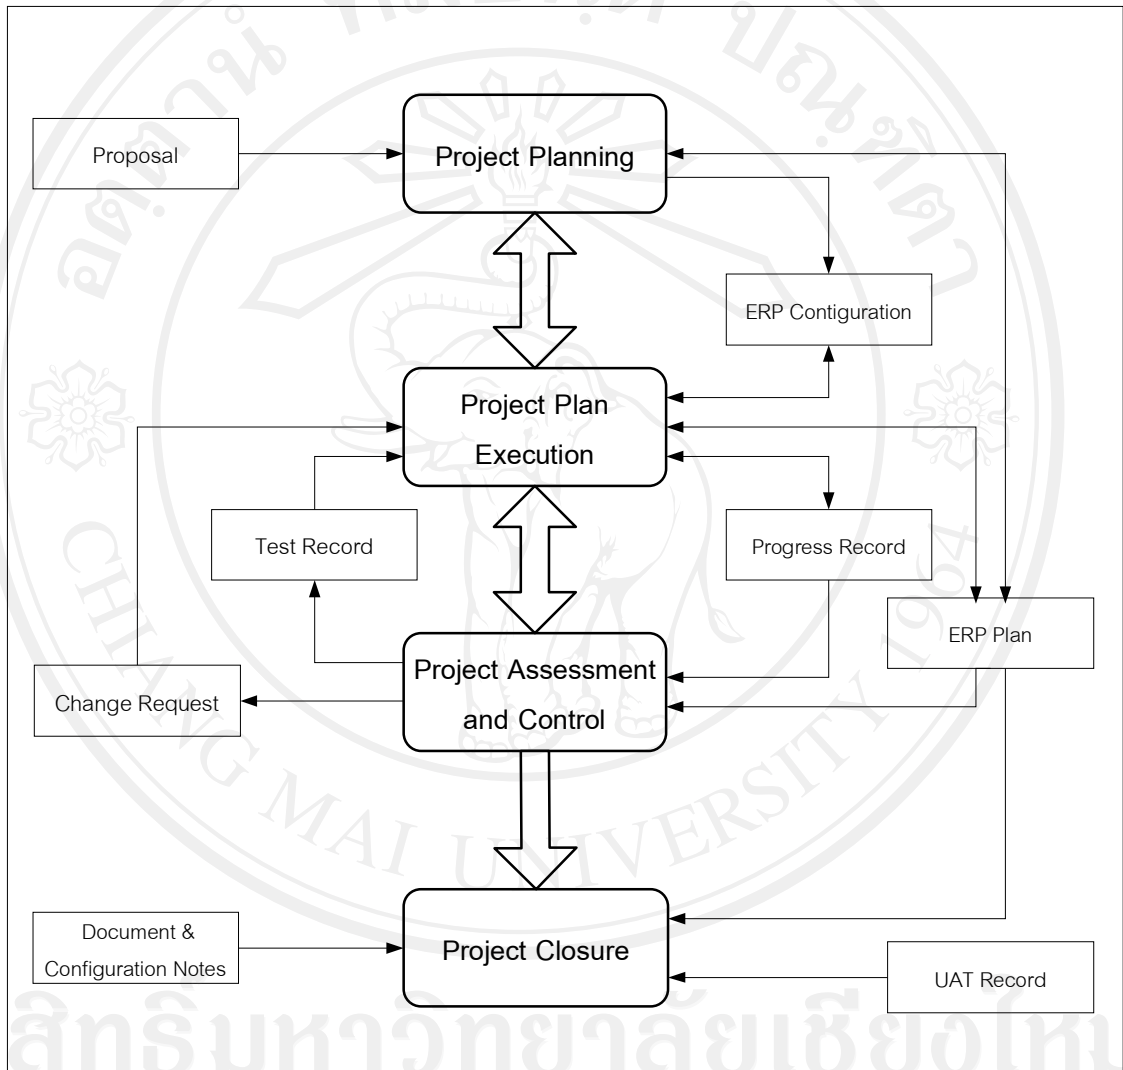 Project Planning
Proposal
ERP Contiguration
Project Plan
Execution
Test Record
Progress Record
ERP Plan
Project Assessment
and Control
Change Request
CHIANG MAI UNIVERSITY 1964
Project Closure
Document &
Configuration Notes
UAT Record